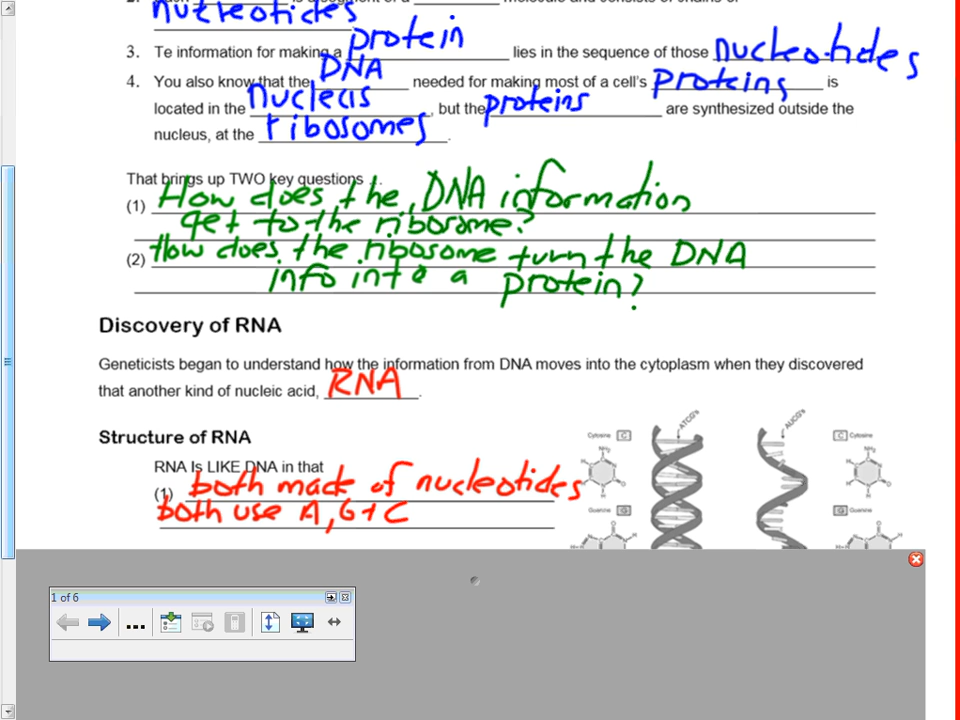 nucleotides
3. Te information for making a protein lies in the sequence of those nucleotides
4. You also know that the DNA needed for making most of a cell's proteins is
located in the nucleus, but the proteins are synthesized outside the
nucleus, at the ribosomes.
That brings up TWO key questions ...
(1) How does the DNA information
get to the ribosome?
(2) How does the ribosome turn the DNA
info into a protein?
Discovery of RNA
Geneticists began to understand how the information from DNA moves into the cytoplasm when they discovered
that another kind of nucleic acid, RNA.
Structure of RNA
RNA Is LIKE DNA in that
(1) both made of nucleotides
both use A, G + C
ATCG's
AUCG's
Cytosine C
C Cytosine
NH₂
NH₂
Guanine G
G Guanine
1 of 6